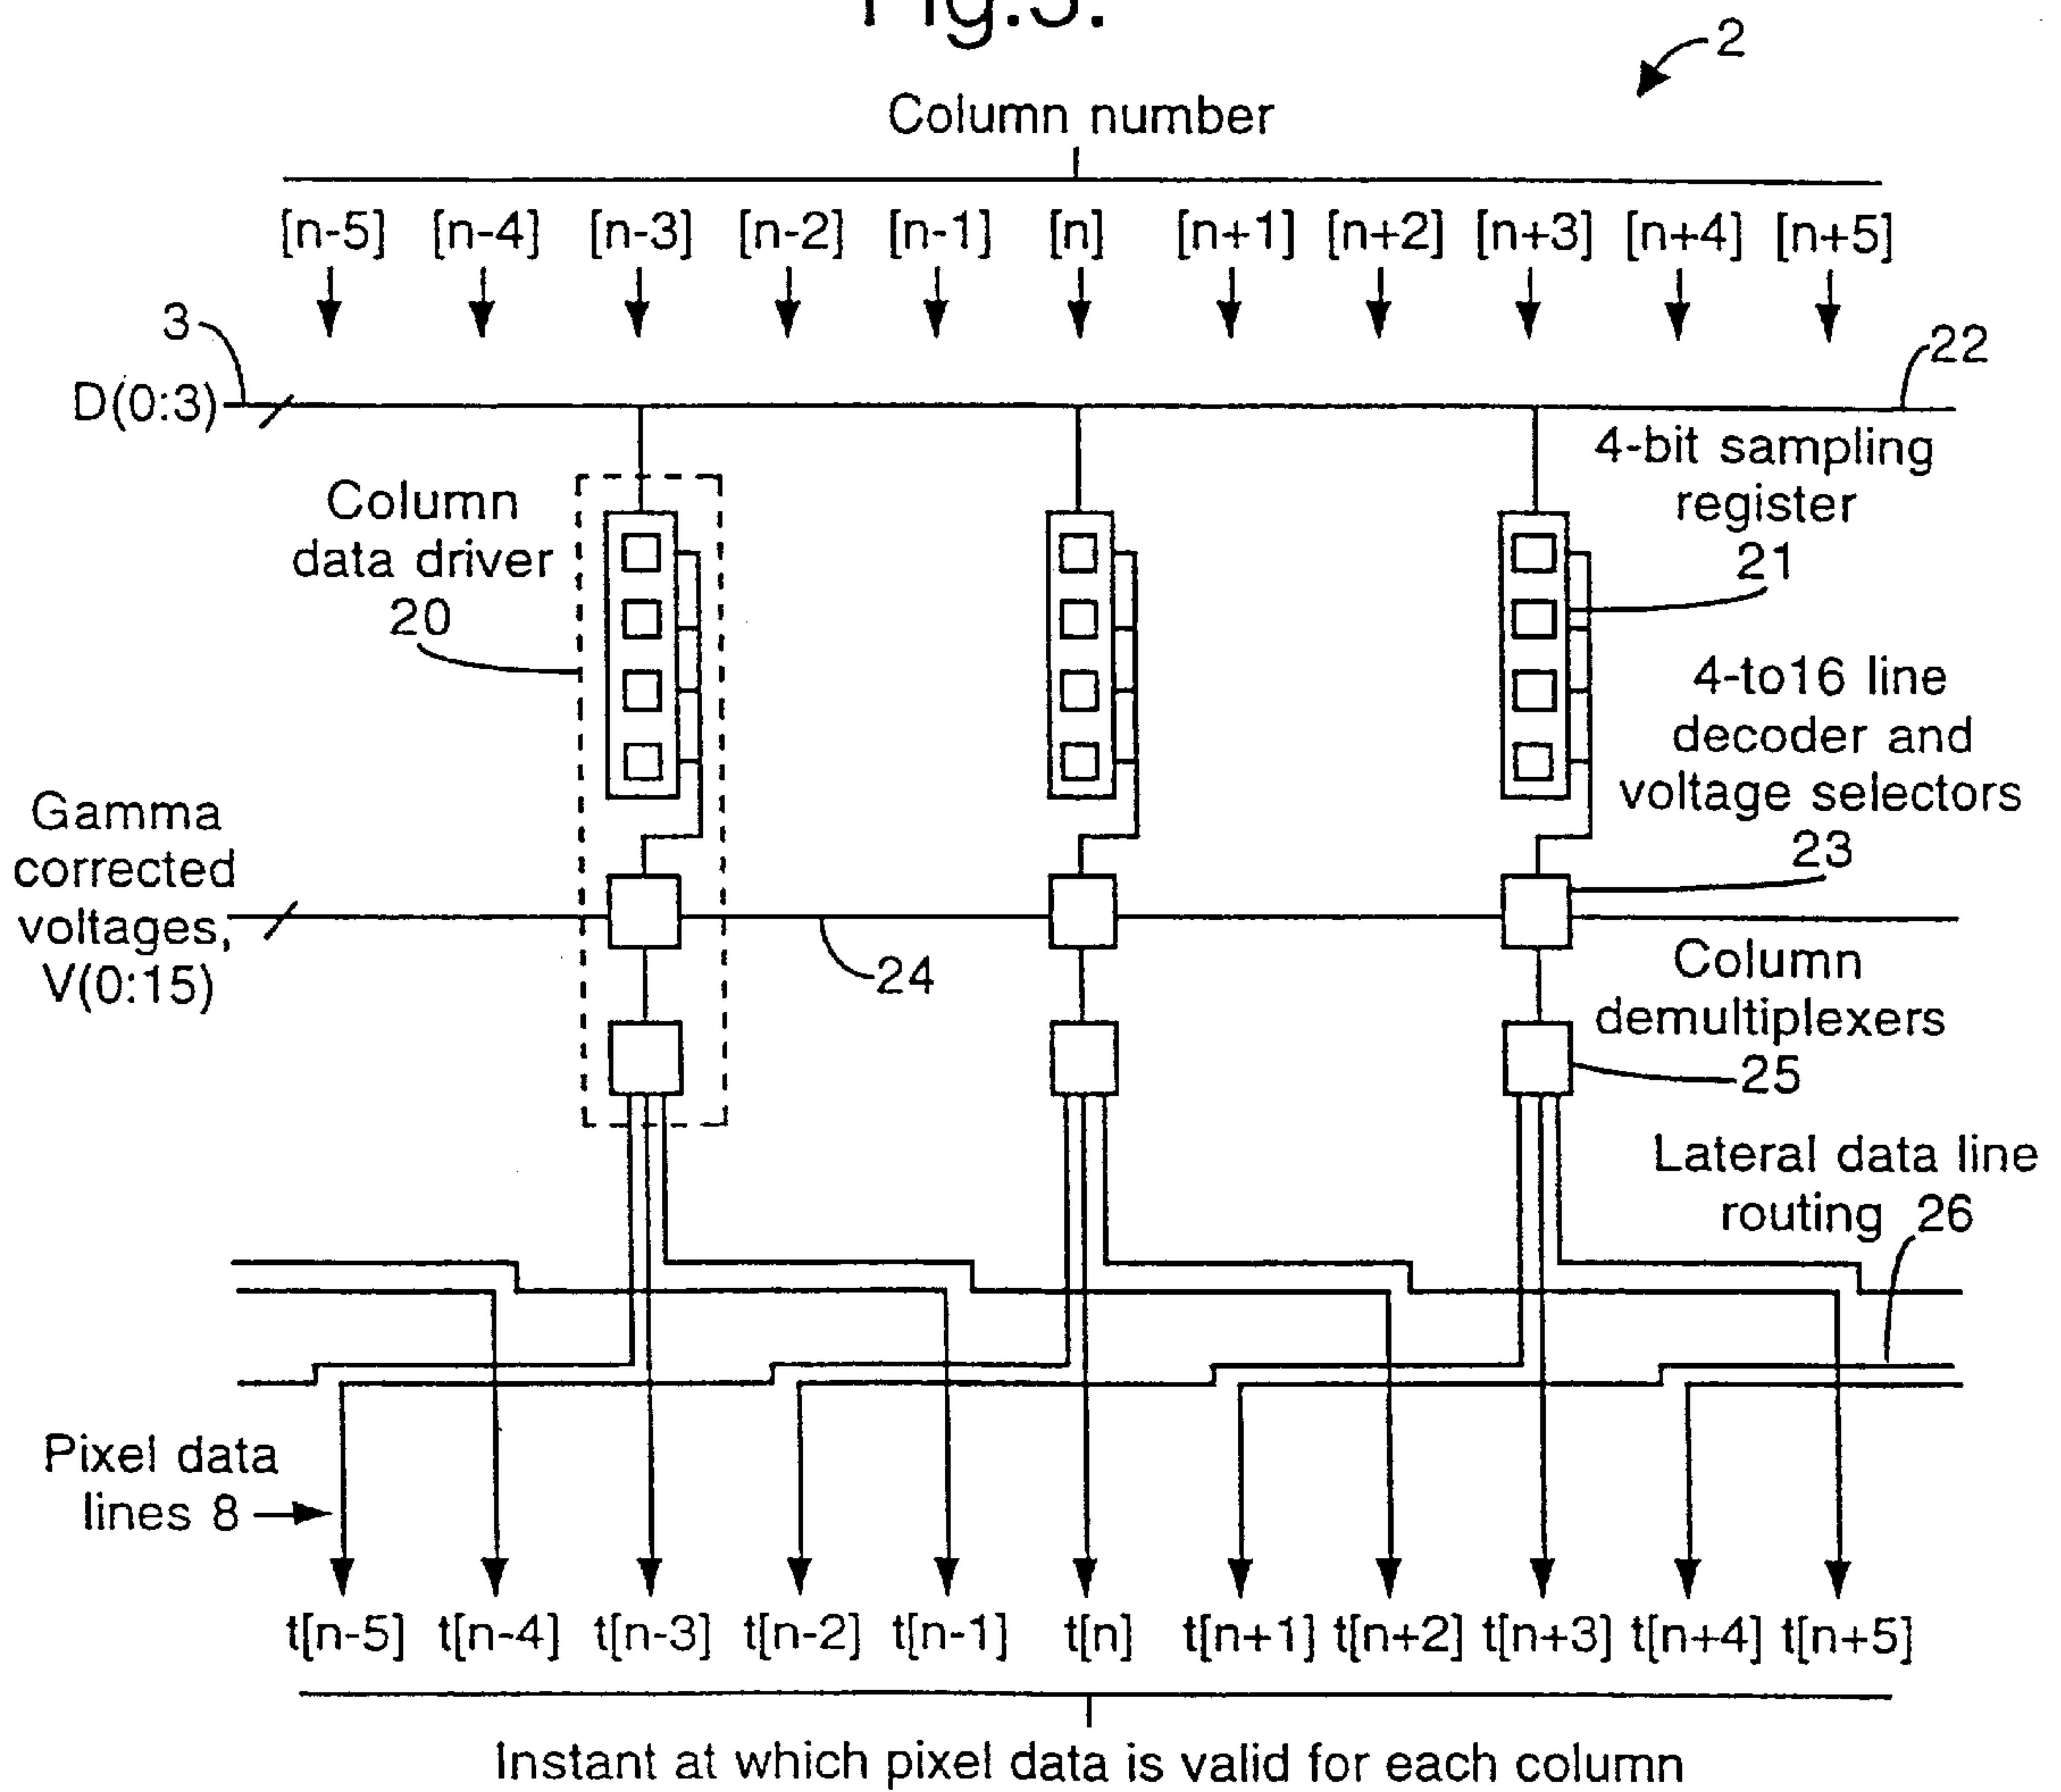 Fig.5.
2
Column number
[n-5] [n-4] [n-3] [n-2] [n-1] [n] [n+1] [n+2] [n+3] [n+4] [n+5]
3
22
D(0:3)
4-bit sampling
register
21
Column
data driver
20
4-to16 line
decoder and
voltage selectors
23
Gamma
corrected
voltages,
V(0:15)
24
Column
demultiplexers
25
Lateral data line
routing 26
Pixel data
lines 8
t[n-5] t[n-4] t[n-3] t[n-2] t[n-1] t[n] t[n+1] t[n+2] t[n+3] t[n+4] t[n+5]
Instant at which pixel data is valid for each column